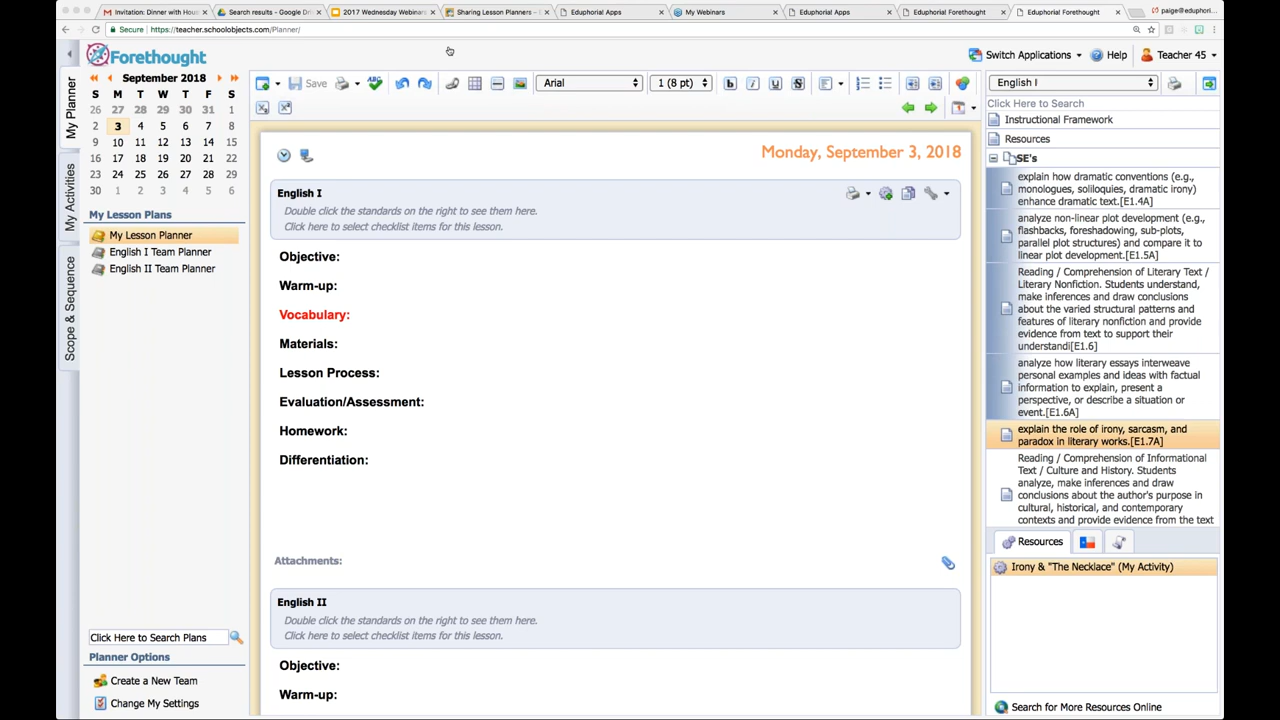 Invitation: Dinner with Hou
Search results - Google Dri
2017 Wednesday Webinars
Sharing Lesson Planners -
Eduphorial Apps
My Webinars
Eduphorial Apps
Eduphorial Forethought
Eduphorial Forethought
paige@eduphori
Secure https://teacher.schoolobjects.com/Planner/
Forethought
Switch Applications
Help
Teacher 45
September 2018
S M T W T F S
26 27 28 29 30 31 1
2 3 4 5 6 7 8
9 10 11 12 13 14 15
16 17 18 19 20 21 22
23 24 25 26 27 28 29
30 1 2 3 4 5 6
My Planner
My Activities
Scope & Sequence
My Lesson Plans
My Lesson Planner
English I Team Planner
English II Team Planner
Click Here to Search Plans
Planner Options
Create a New Team
Change My Settings
Save
ABC
Arial
1 (8 pt)
b i u S
Monday, September 3, 2018
English I
Double click the standards on the right to see them here.
Click here to select checklist items for this lesson.
Objective:
Warm-up:
Vocabulary:
Materials:
Lesson Process:
Evaluation/Assessment:
Homework:
Differentiation:
Attachments:
English II
Double click the standards on the right to see them here.
Click here to select checklist items for this lesson.
Objective:
Warm-up:
English I
Click Here to Search
Instructional Framework
Resources
SE's
explain how dramatic conventions (e.g.,
monologues, soliloquies, dramatic irony)
enhance dramatic text.[E1.4A]
analyze non-linear plot development (e.g.,
flashbacks, foreshadowing, sub-plots,
parallel plot structures) and compare it to
linear plot development.[E1.5A]
Reading / Comprehension of Literary Text /
Literary Nonfiction. Students understand,
make inferences and draw conclusions
about the varied structural patterns and
features of literary nonfiction and provide
evidence from text to support their
understandi[E1.6]
analyze how literary essays interweave
personal examples and ideas with factual
information to explain, present a
perspective, or describe a situation or
event.[E1.6A]
explain the role of irony, sarcasm, and
paradox in literary works.[E1.7A]
Reading / Comprehension of Informational
Text / Culture and History. Students
analyze, make inferences and draw
conclusions about the author's purpose in
cultural, historical, and contemporary
contexts and provide evidence from the text
Resources
Irony & "The Necklace" (My Activity)
Search for More Resources Online